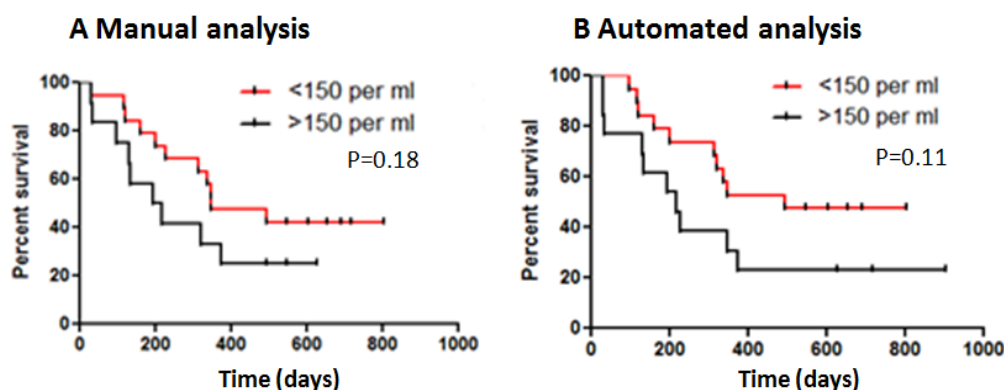 A Manual analysis
100
80
60
40
20
0
Percent survival
<150 per ml
>150 per ml
P=0.18
0 200 400 600 800 1000
Time (days)
B Automated analysis
100
80
60
40
20
0
Percent survival
<150 per ml
>150 per ml
P=0.11
0 200 400 600 800 1000
Time (days)